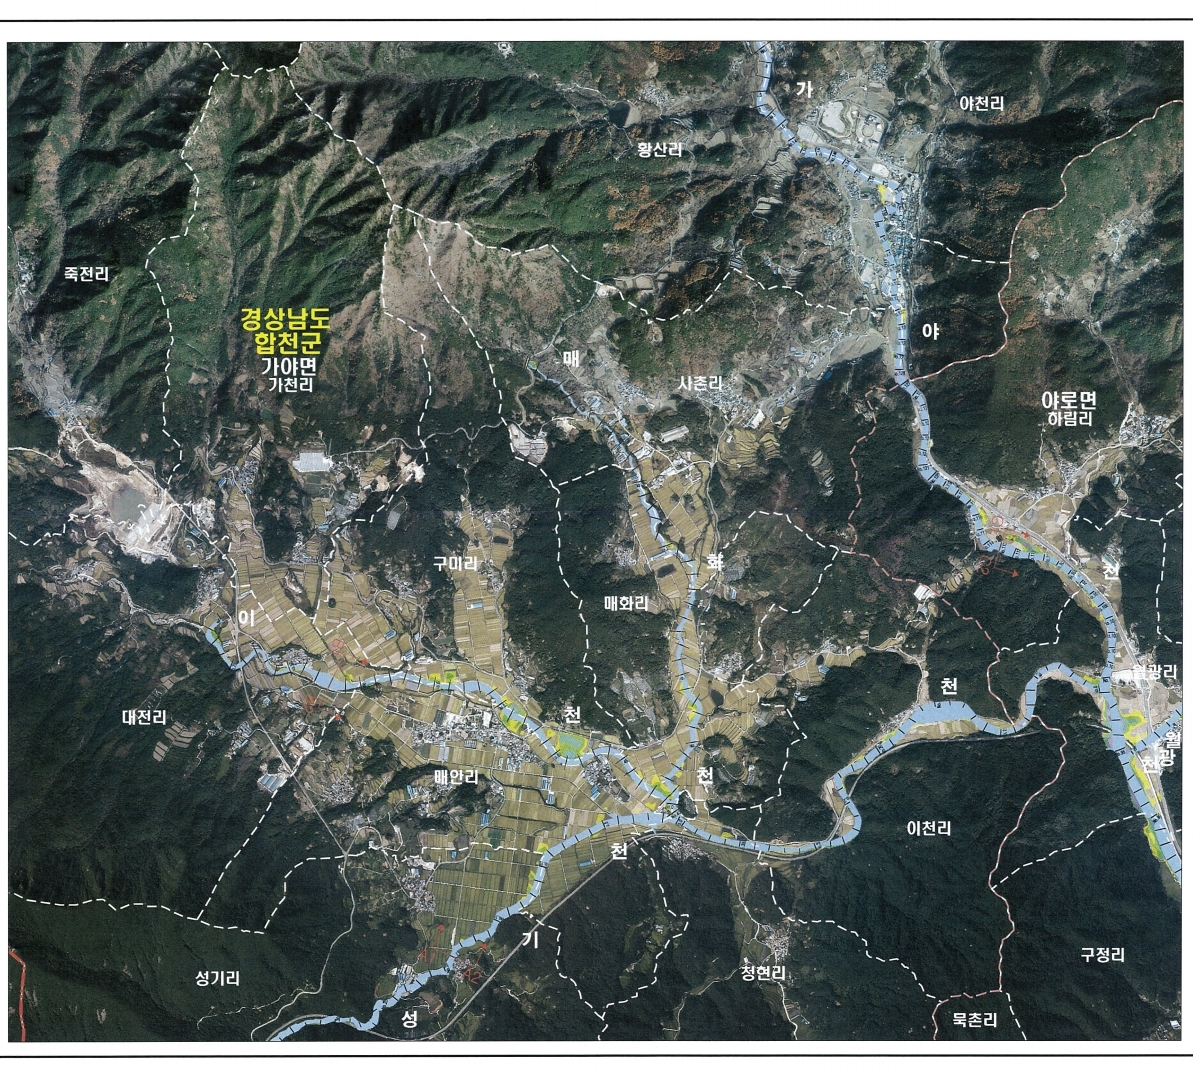 가
야천리
황산리
죽전리
경상남도
합천군
가야면
가천리
야
매
사촌리
야로면
하림리
구미리
화
천
매화리
이
월광리
천
대전리
천
월광
천
매안리
천
이천리
천
기
구정리
성기리
청현리
성
묵촌리